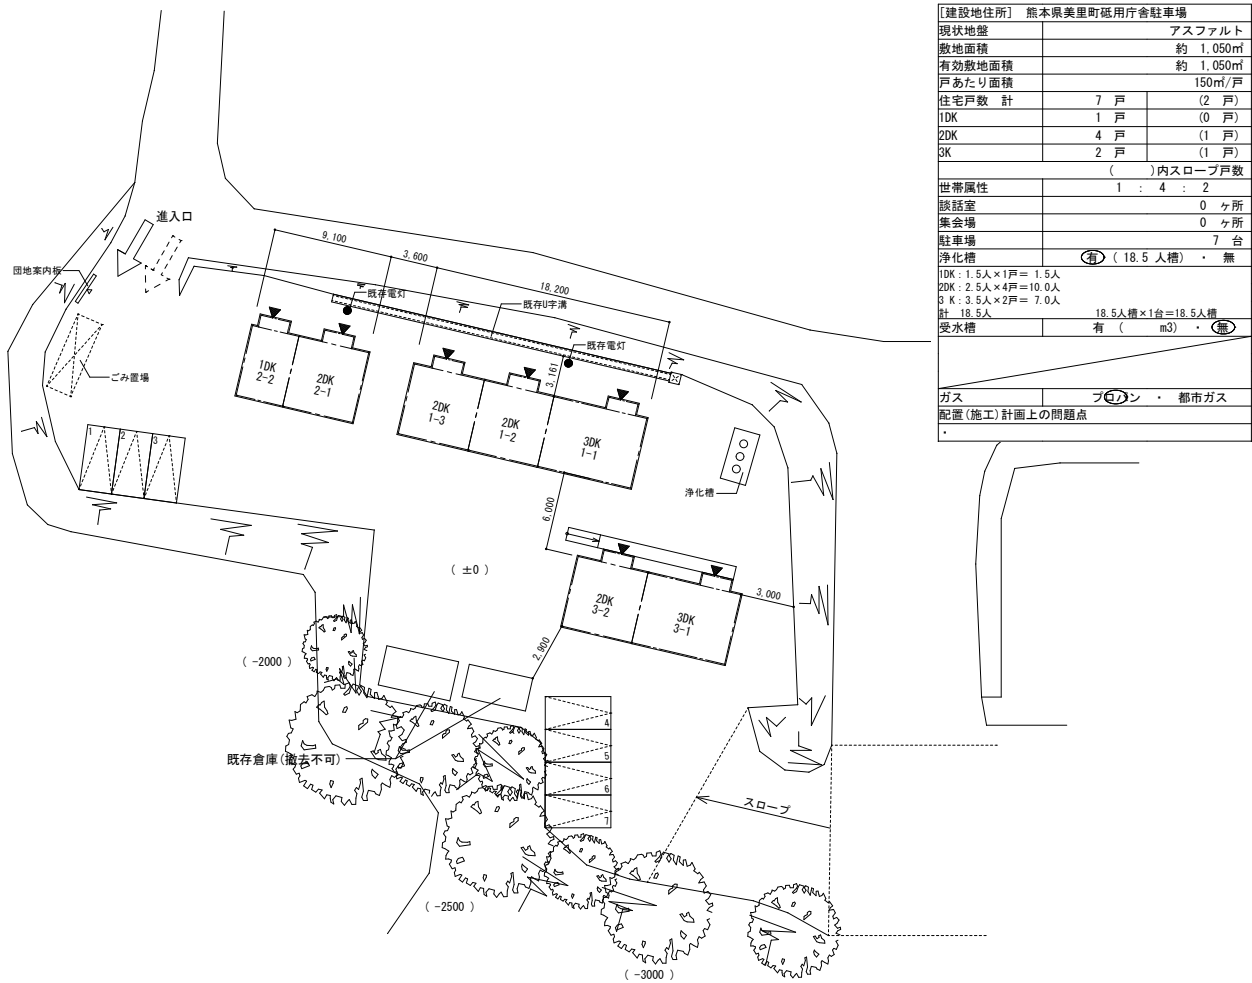 [建設地住所] 熊本県美里町砥用庁舎駐車場
現状地盤 アスファルト
敷地面積 約 1,050㎡
有効敷地面積 約 1,050㎡
戸あたり面積 150㎡/戸
住宅戸数 計 7 戸 (2 戸)
1DK 1 戸 (0 戸)
2DK 4 戸 (1 戸)
3K 2 戸 (1 戸)
( )内スロープ戸数
世帯属性 1 : 4 : 2
談話室 0 ヶ所
集会場 0 ヶ所
駐車場 7 台
浄化槽 有 ( 18.5 人槽) ・ 無
1DK : 1.5人×1戸= 1.5人
2DK : 2.5人×4戸=10.0人
3 K : 3.5人×2戸= 7.0人
計 18.5人 18.5人槽×1台=18.5人槽
受水槽 有 ( m3) ・ 無
ガス プロパン ・ 都市ガス
配置(施工)計画上の問題点
・
進入口
団地案内板
ごみ置場
9,100
3,600
18,200
既存電灯
既存U字溝
既存電灯
3,161
1DK
2-2
2DK
2-1
2DK
1-3
2DK
1-2
3DK
1-1
1
2
3
浄化槽
6,000
( ±0 )
2DK
3-2
3DK
3-1
3,000
2,900
( -2000 )
既存倉庫(撤去不可)
4
5
6
7
スロープ
( -2500 )
( -3000 )